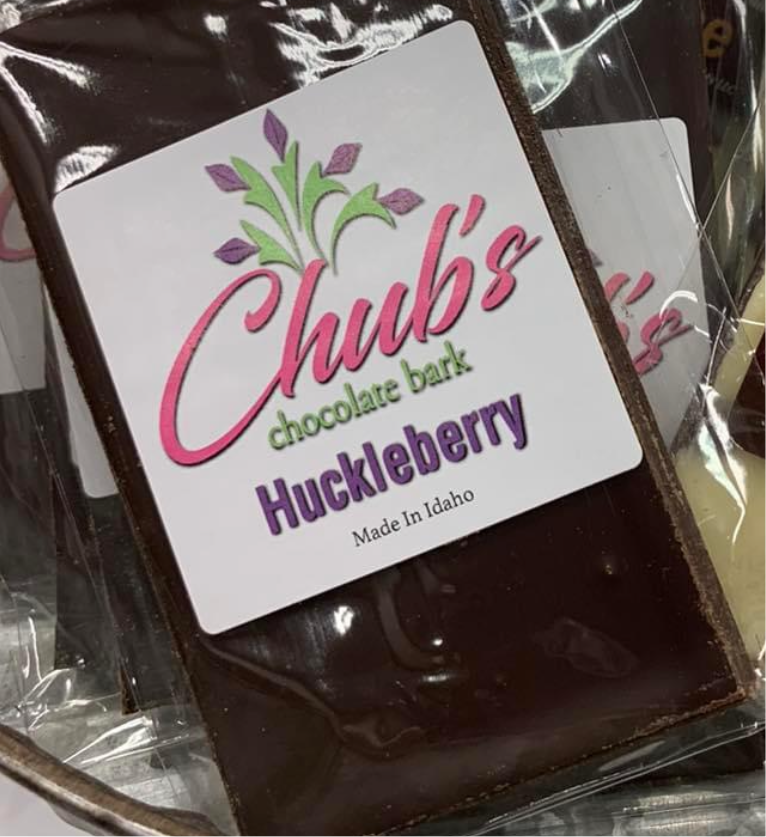 Chub's
chocolate bark
Huckleberry
Made In Idaho
b's